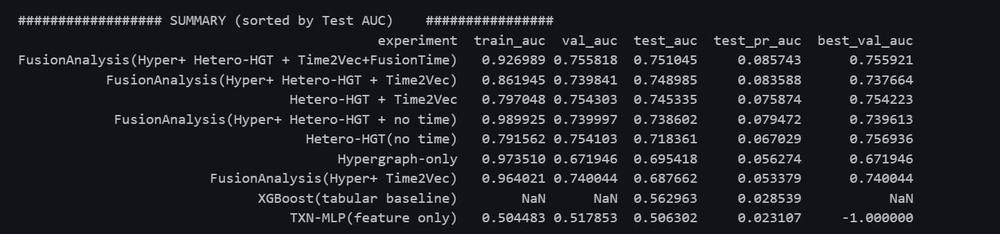 ################## SUMMARY (sorted by Test AUC) ################
experiment train_auc val_auc test_auc test_pr_auc best_val_auc
FusionAnalysis(Hyper+ Hetero-HGT + Time2Vec+FusionTime) 0.926989 0.755818 0.751045 0.085743 0.755921
FusionAnalysis(Hyper+ Hetero-HGT + Time2Vec) 0.861945 0.739841 0.748985 0.083588 0.737664
Hetero-HGT + Time2Vec 0.797048 0.754303 0.745335 0.075874 0.754223
FusionAnalysis(Hyper+ Hetero-HGT + no time) 0.989925 0.739997 0.738602 0.079472 0.739613
Hetero-HGT(no time) 0.791562 0.754103 0.718361 0.067029 0.756936
Hypergraph-only 0.973510 0.671946 0.695418 0.056274 0.671946
FusionAnalysis(Hyper+ Time2Vec) 0.964021 0.740044 0.687662 0.053379 0.740044
XGBoost(tabular baseline) NaN NaN 0.562963 0.028539 NaN
TXN-MLP(feature only) 0.504483 0.517853 0.506302 0.023107 -1.000000